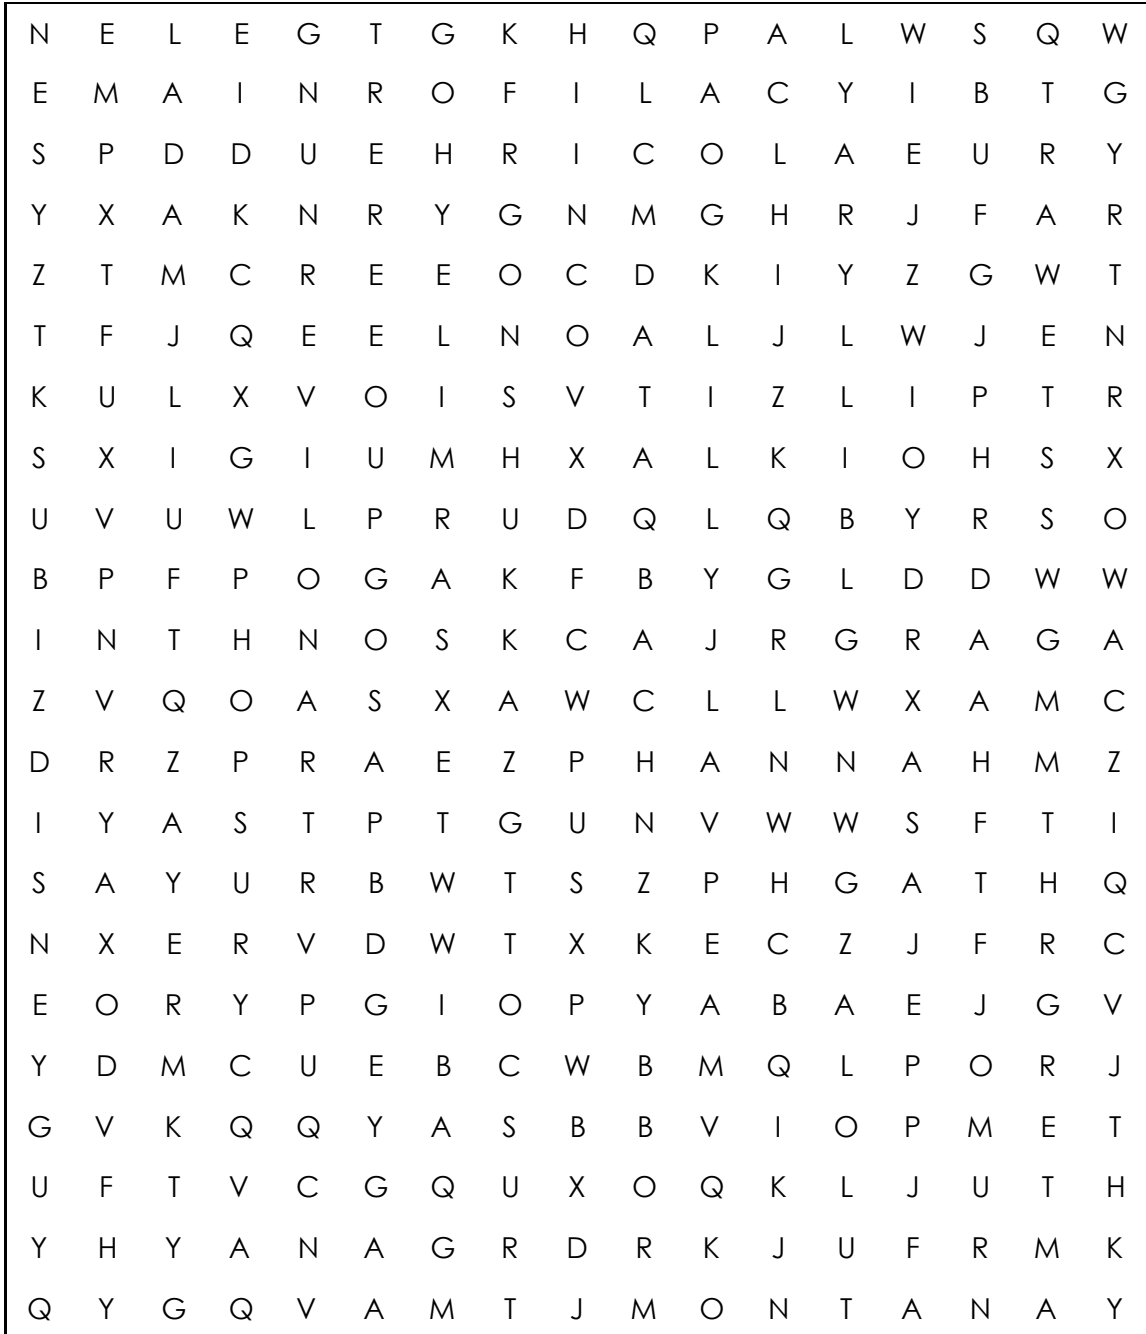 N E L E G T G K H Q P A L W S Q W
E M A I N R O F I L A C Y I B T G
S P D D U E H R I C O L A E U R Y
Y X A K N R Y G N M G H R J F A R
Z T M C R E E O C D K I Y Z G W T
T F J Q E E L N O A L J L W J E N
K U L X V O I S V T I Z L I P T R
S X I G I U M H X A L K I O H S X
U V U W L P R U D Q L Q B Y R S O
B P F P O G A K F B Y G L D D W W
I N T H N O S K C A J R G R A G A
Z V Q O A S X A W C L L W X A M C
D R Z P R A E Z P H A N N A H M Z
I Y A S T P T G U N V W W S F T I
S A Y U R B W T S Z P H G A T H Q
N X E R V D W T X K E C Z J F R C
E O R Y P G I O P Y A B A E J G V
Y D M C U E B C W B M Q L P O R J
G V K Q Q Y A S B B V I O P M E T
U F T V C G Q U X O Q K L J U T H
Y H Y A N A G R D R K J U F R M K
Q Y G Q V A M T J M O N T A N A Y